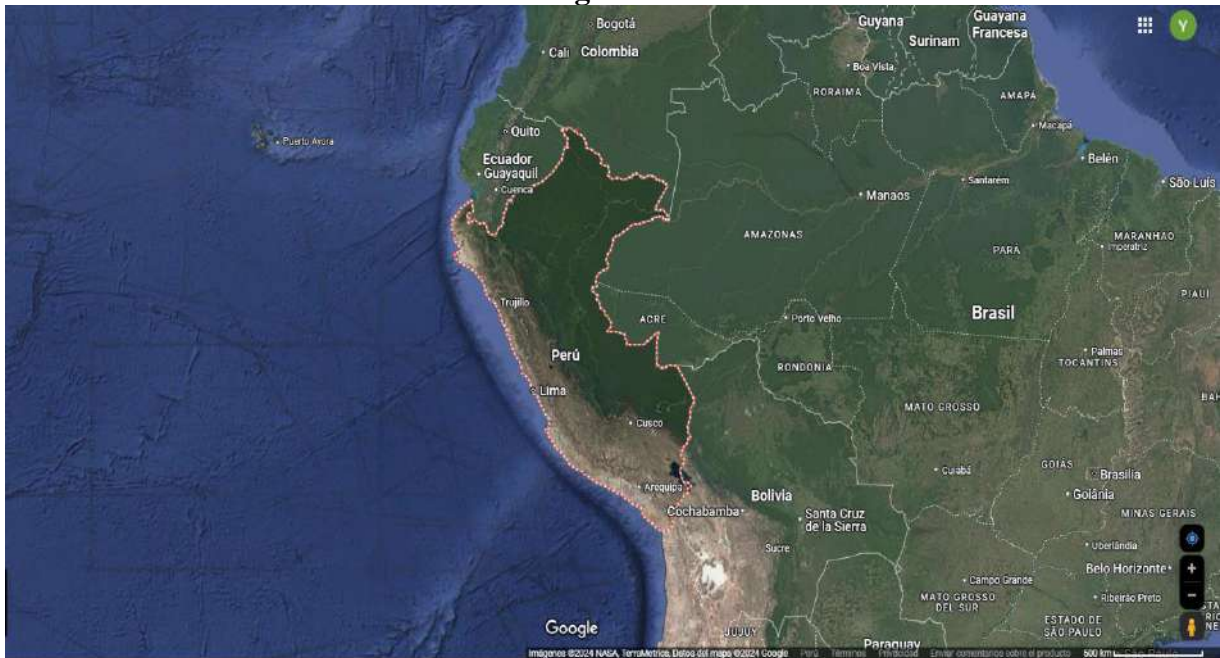 Bogotá
Guyana
Guayana
Francesa
Surinam
Cali
Colombia
Boa Vista
RORAIMA
AMAPÁ
Macapá
Quito
Puerto Ayora
Ecuador
Guayaquil
Cuenca
Belén
São Luís
Santarém
Manaos
AMAZONAS
PARÁ
MARANHÃO
Imperatriz
PIAUÍ
Trujillo
ACRE
Porto Velho
Brasil
Perú
Palmas
TOCANTINS
RONDONIA
Lima
BAH
MATO GROSSO
Cusco
Cuiabá
GOIÁS
Brasilia
Goiânia
Arequipa
Bolivia
Cochabamba
Santa Cruz
de la Sierra
MINAS GERAIS
Sucre
Uberlândia
Belo Horizonte
Campo Grande
MATO GROSSO
DEL SUR
Ribeirão Preto
ESTADO DE
SÃO PAULO
JUJUY
Paraguay
Google
Imágenes ©2024 NASA, TerraMetrics, Datos del mapa ©2024 Google Perú Términos Privacidad Enviar comentarios sobre el producto 500 km
Y